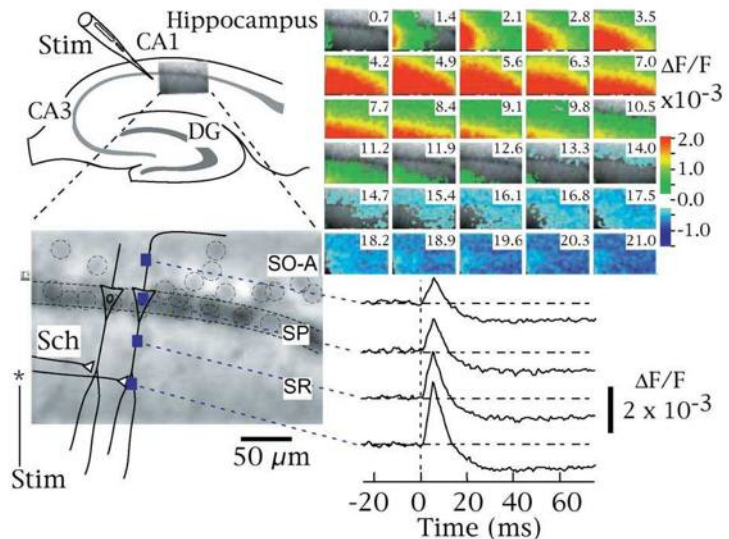 Hippocampus
Stim
CA1
CA3
DG
0.7 1.4 2.1 2.8 3.5
4.2 4.9 5.6 6.3 7.0
7.7 8.4 9.1 9.8 10.5
11.2 11.9 12.6 13.3 14.0
14.7 15.4 16.1 16.8 17.5
18.2 18.9 19.6 20.3 21.0
ΔF/F
x10⁻³
2.0
0.0
-1.0
SO-A
SP
SR
Sch
*
Stim
50 µm
ΔF/F
2 x 10⁻³
-20 0 20 40 60
Time (ms)